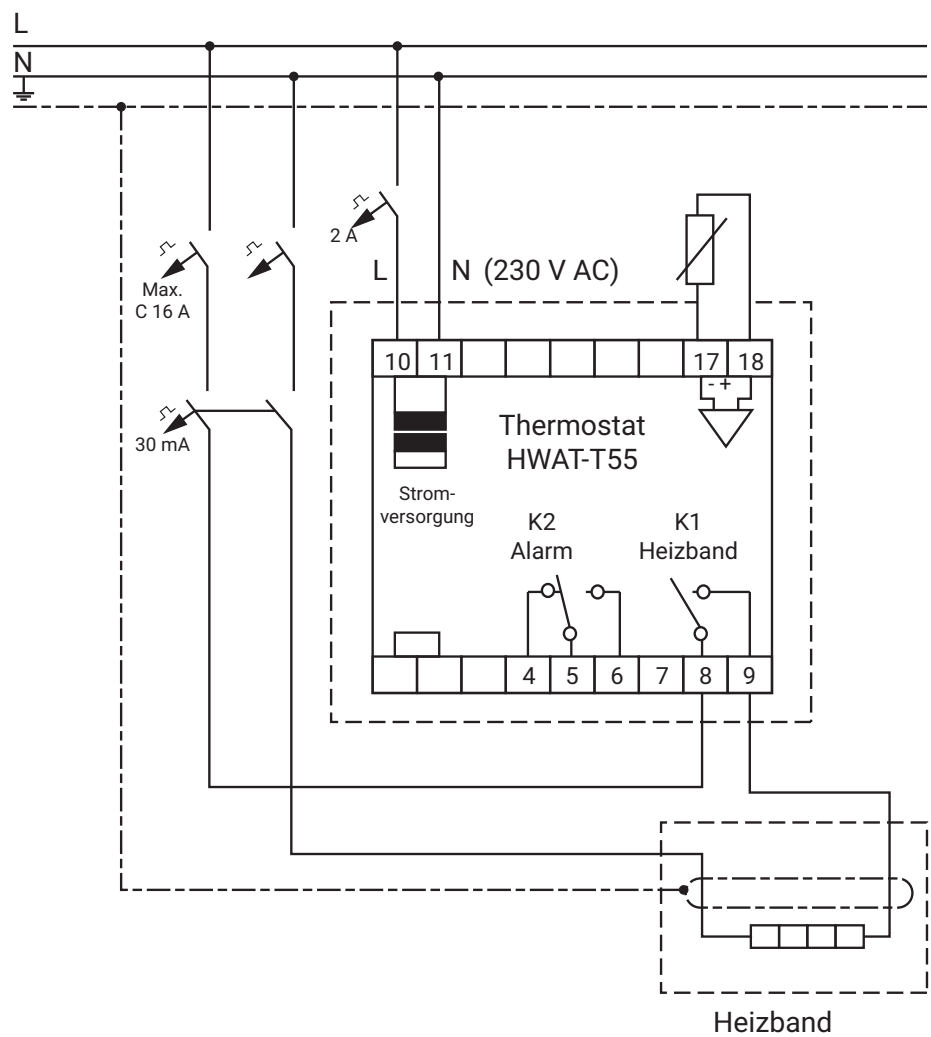 L
N
2 A
L N (230 V AC)
Max.
C 16 A
10 11 17 18
- +
30 mA
Thermostat
HWAT-T55
Strom-
versorgung
K2
Alarm
K1
Heizband
4 5 6 7 8 9
Heizband